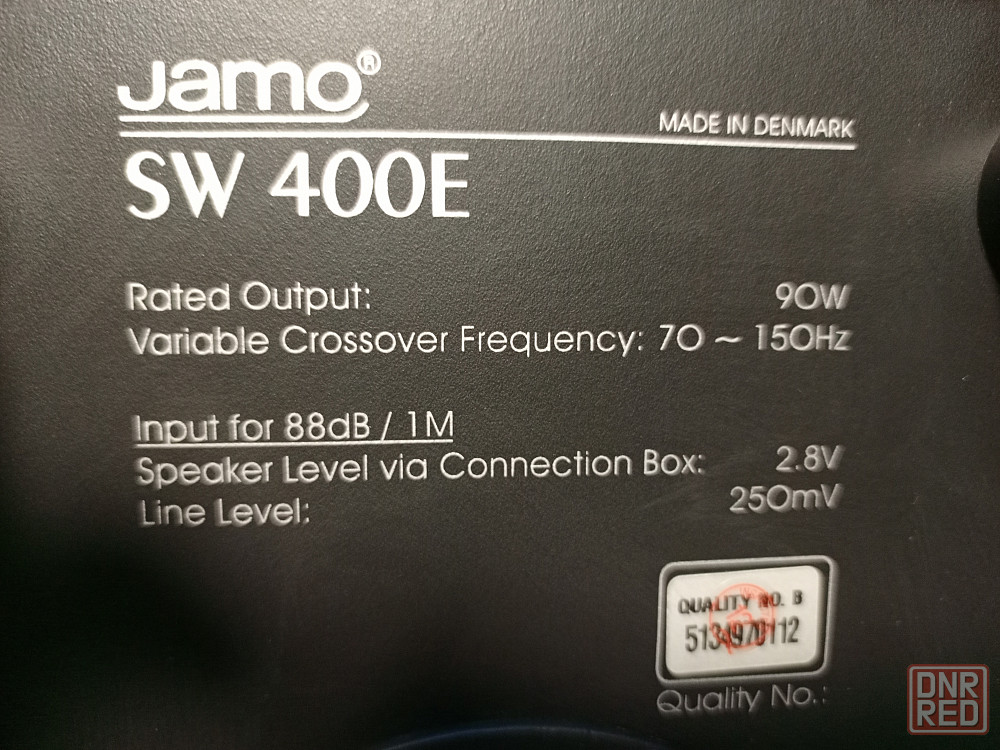 Jamo®
MADE IN DENMARK
SW 400E
Rated Output: 90W
Variable Crossover Frequency: 70 ~ 150Hz
Input for 88dB / 1M
Speaker Level via Connection Box: 2.8V
Line Level: 250mV
QUALITY NO. B
5134970112
Quality No.:
DNR
RED